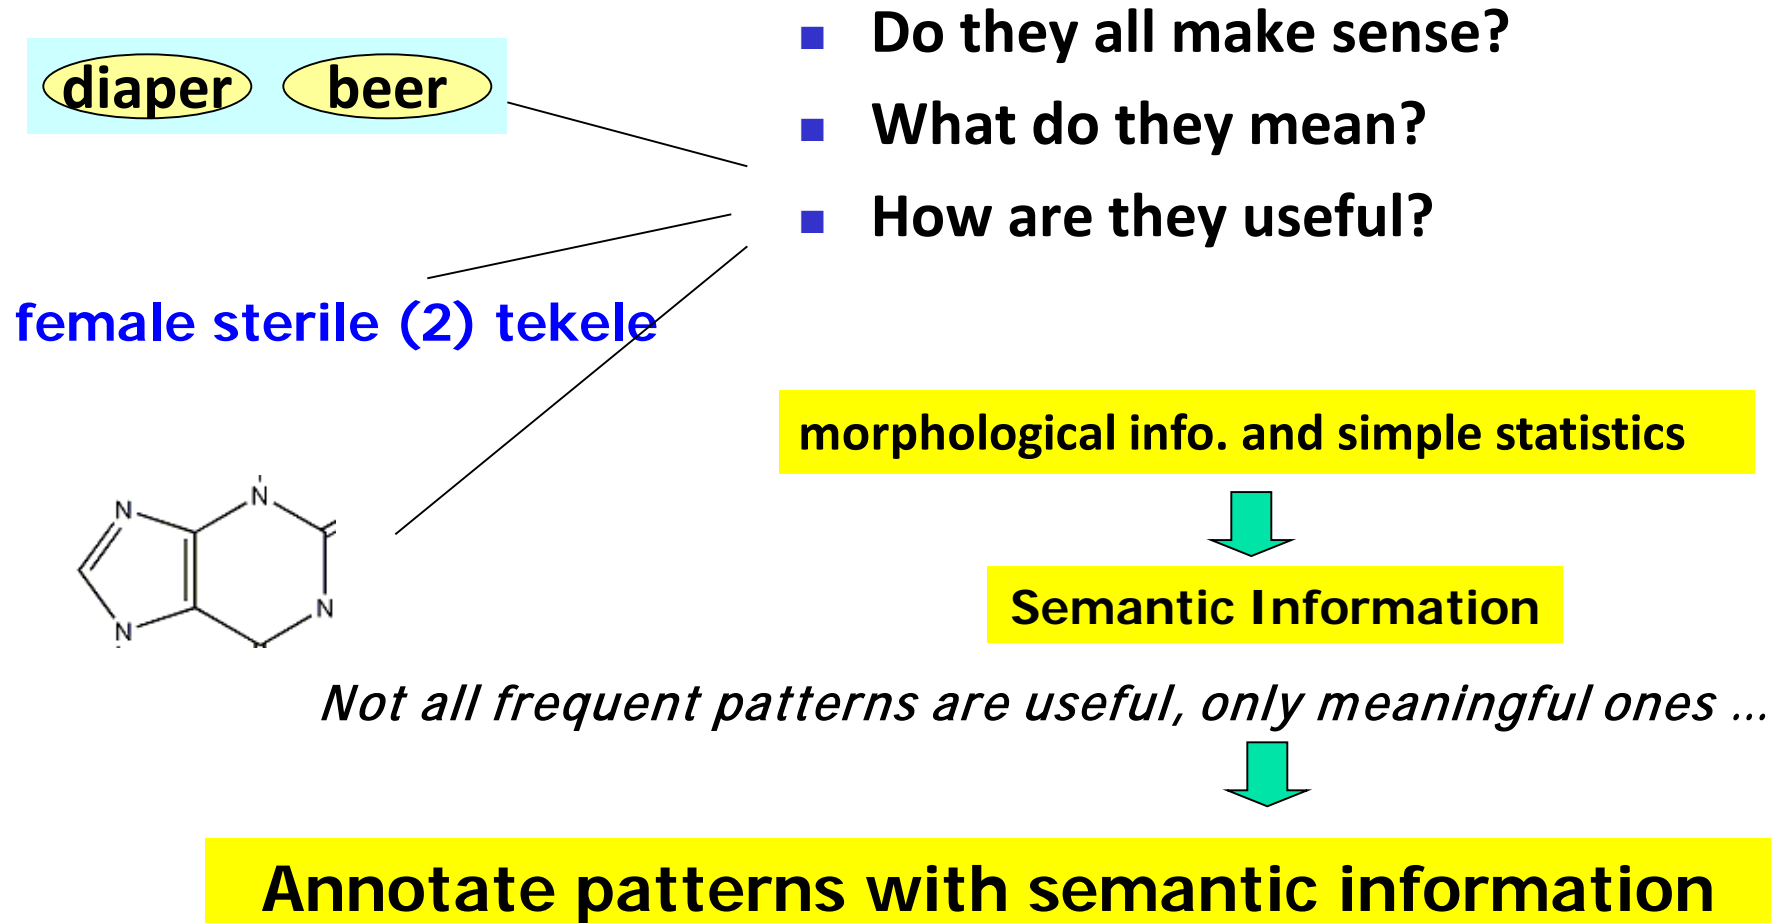 diaper beer
Do they all make sense?
What do they mean?
How are they useful?
female sterile (2) tekele
morphological info. and simple statistics
N
N
N
N
Semantic Information
Not all frequent patterns are useful, only meaningful ones ...
Annotate patterns with semantic information